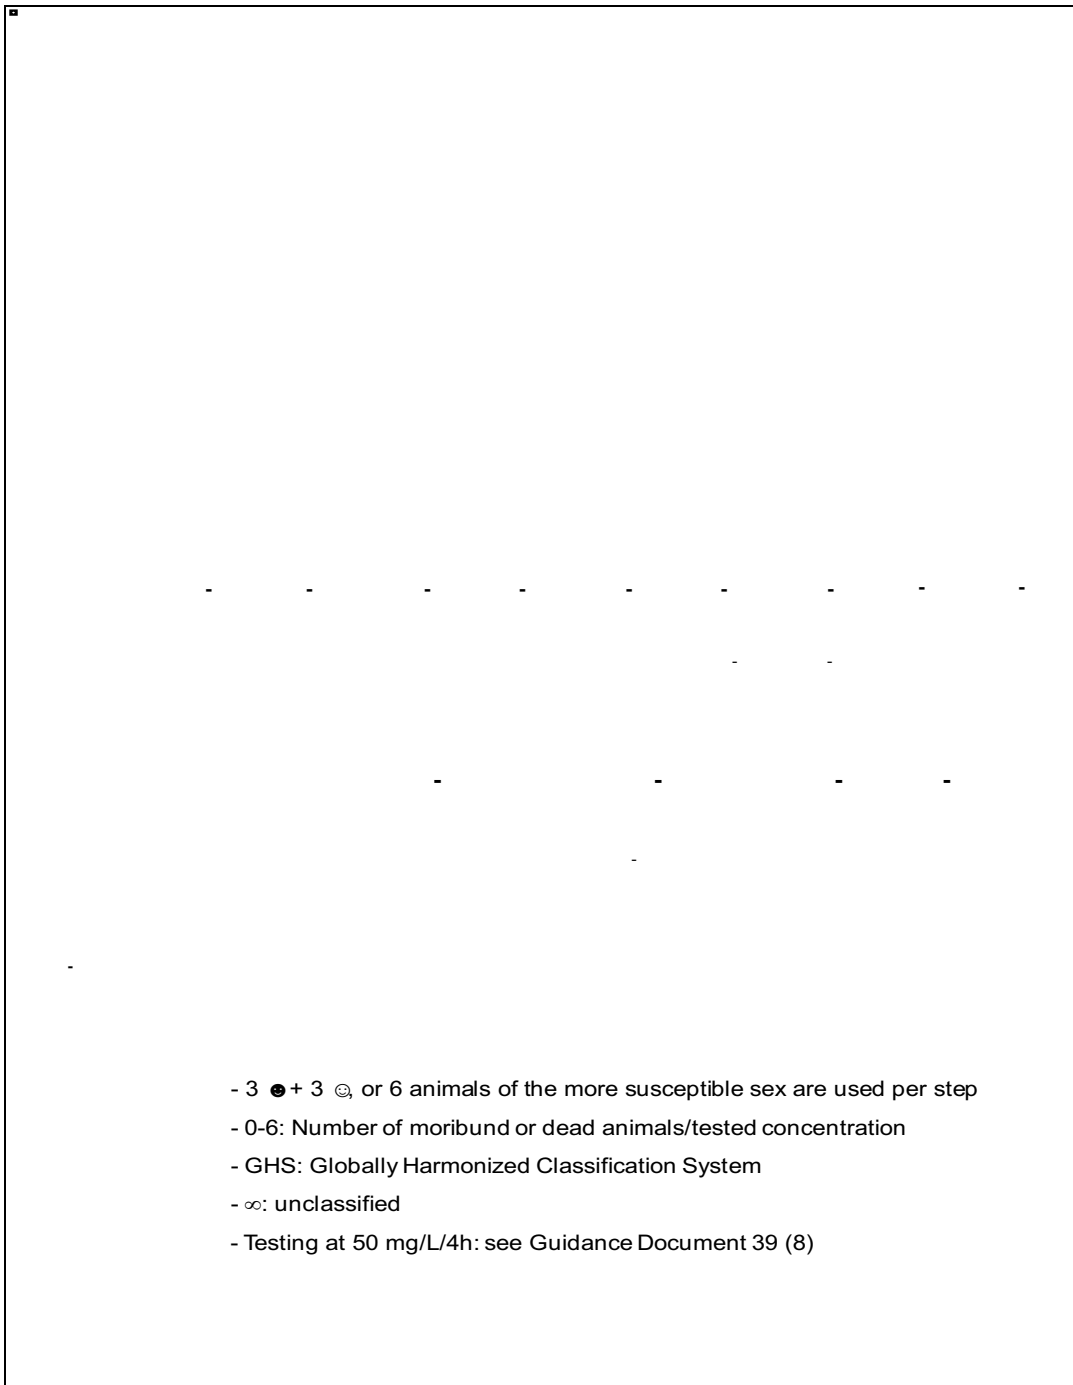 - - - - - - - - -
- -
- - - -
-
-
- 3 ☻+ 3 ☺, or 6 animals of the more susceptible sex are used per step
- 0-6: Number of moribund or dead animals/tested concentration
- GHS: Globally Harmonized Classification System
- ∞: unclassified
- Testing at 50 mg/L/4h: see Guidance Document 39 (8)